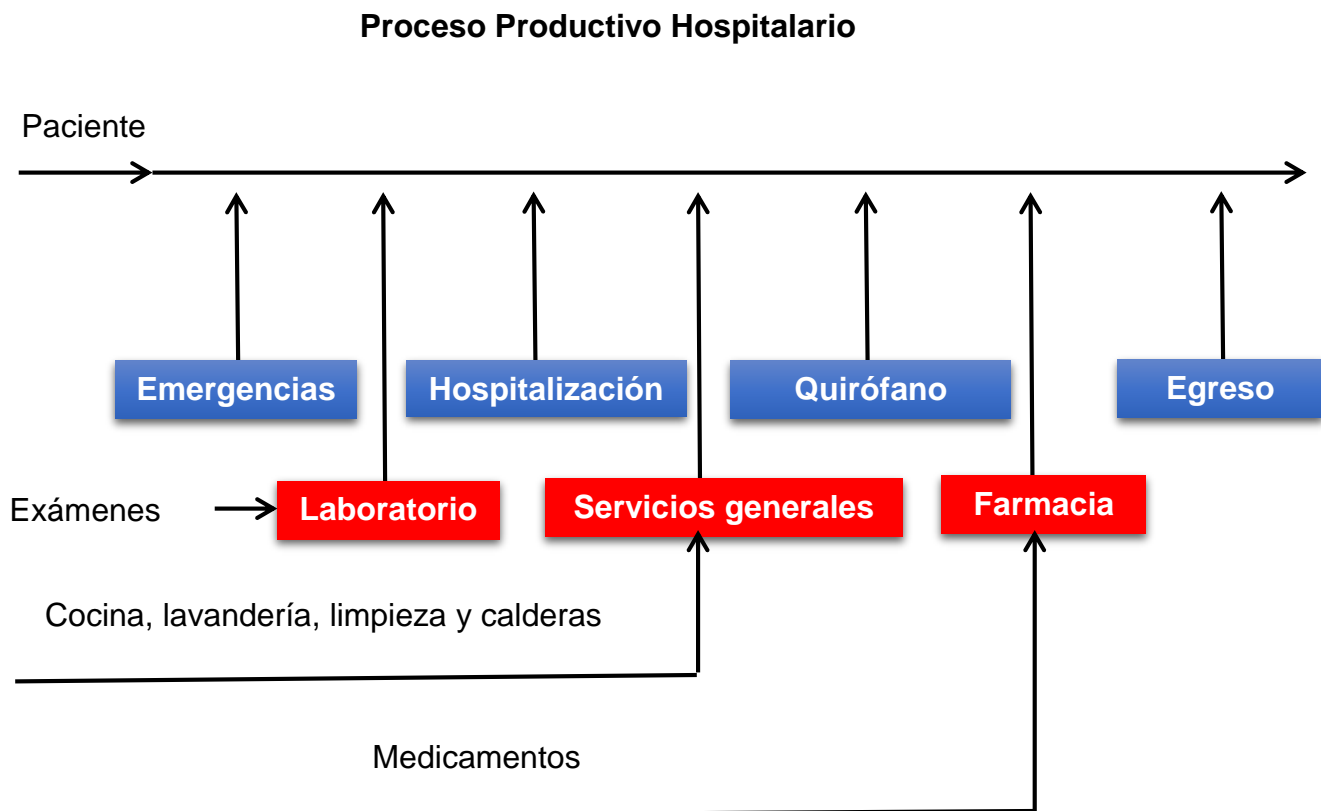 Proceso Productivo Hospitalario
Paciente
Emergencias
Hospitalización
Quirófano
Egreso
Exámenes
Laboratorio
Servicios generales
Farmacia
Cocina, lavandería, limpieza y calderas
Medicamentos